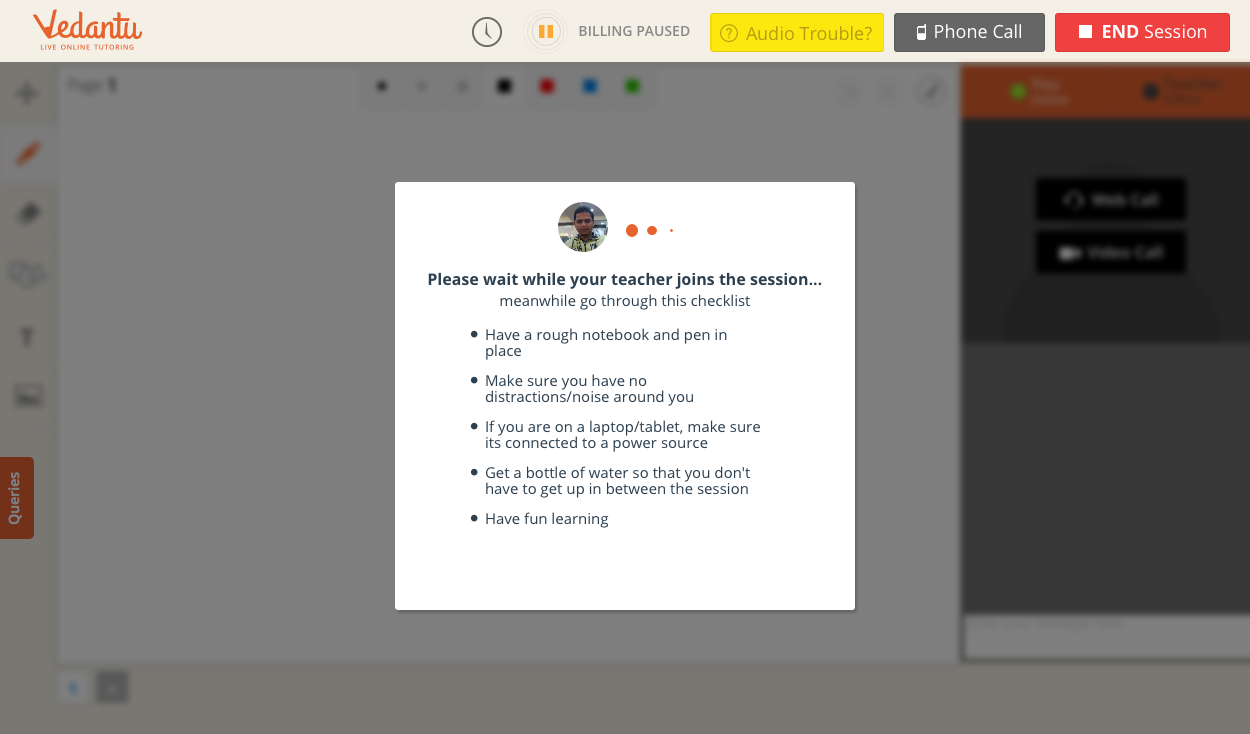 Vedantu
LIVE ONLINE TUTORING
BILLING PAUSED
Audio Trouble?
Phone Call
END Session
Page 1
Web Call
Video Call
Please wait while your teacher joins the session...
meanwhile go through this checklist
Have a rough notebook and pen in
place
Make sure you have no
distractions/noise around you
If you are on a laptop/tablet, make sure
its connected to a power source
Get a bottle of water so that you don't
have to get up in between the session
Have fun learning
T
Queries
1